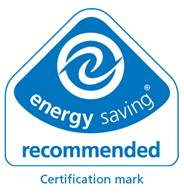 energy saving®
recommended
Certification mark